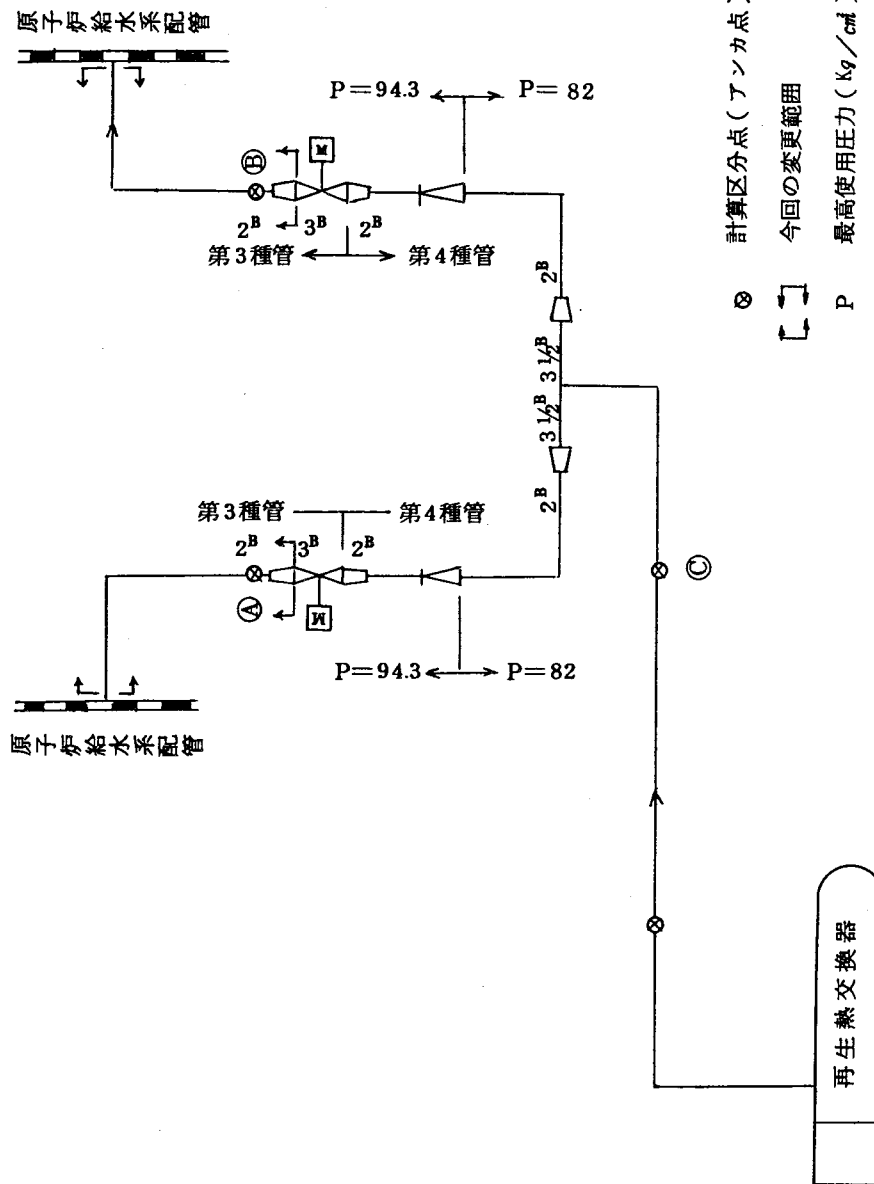 原子炉給水系配管
P=94.3
P= 82
Ⓑ
M
2ᴮ
3ᴮ
2ᴮ
第3種管
第4種管
2ᴮ
3 ½ᴮ
3 ½ᴮ
2ᴮ
第3種管
第4種管
2ᴮ
3ᴮ
2ᴮ
Ⓐ
M
P=94.3
P= 82
原子炉給水系配管
Ⓒ
再生熱交換器
計算区分点(アンカ点)
今回の変更範囲
P 最高使用圧力(Kg/cm²)